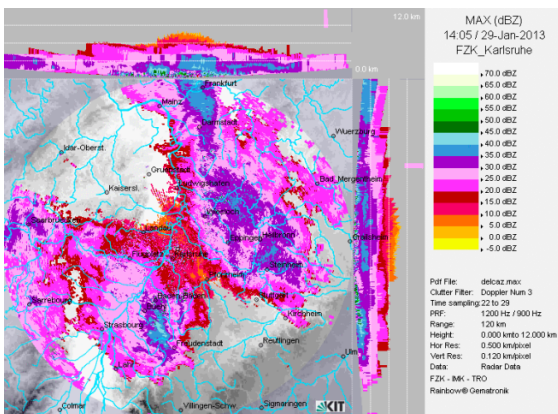 12.0 km
0.0 km
MAX (dBZ)
14:05 / 29-Jan-2013
FZK_Karlsruhe
70.0 dBZ
65.0 dBZ
60.0 dBZ
55.0 dBZ
50.0 dBZ
45.0 dBZ
40.0 dBZ
35.0 dBZ
30.0 dBZ
25.0 dBZ
20.0 dBZ
15.0 dBZ
10.0 dBZ
5.0 dBZ
0.0 dBZ
-5.0 dBZ
Pdf File: delcaz.max
Clutter Filter: Doppler Num 3
Time sampling: 22 to 29
PRF: 1200 Hz / 900 Hz
Range: 120 km
Height: 0.000 kmto 12.000 km
Hor Res: 0.500 km/pixel
Vert Res: 0.120 km/pixel
Data: Radar Data
FZK - IMK - TRO
Rainbow® Gematronik
Frankfurt
Mainz
Darmstadt
Wuerzburg
Idar-Oberst.
Gruenstadt
Bad_Mergentheim
Kaisersl.
Ludwigshafen
Saarbruecken
Landau
Heilbronn
Crailsheim
Karlsruhe
Pforzheim
Sarrebourg
Baden-Baden
Kirchheim
Strasbourg
Freudenstadt
Reutlingen
Ulm
Lahr
Colmar
Villingen-Schw.
Sigmaringen
KIT